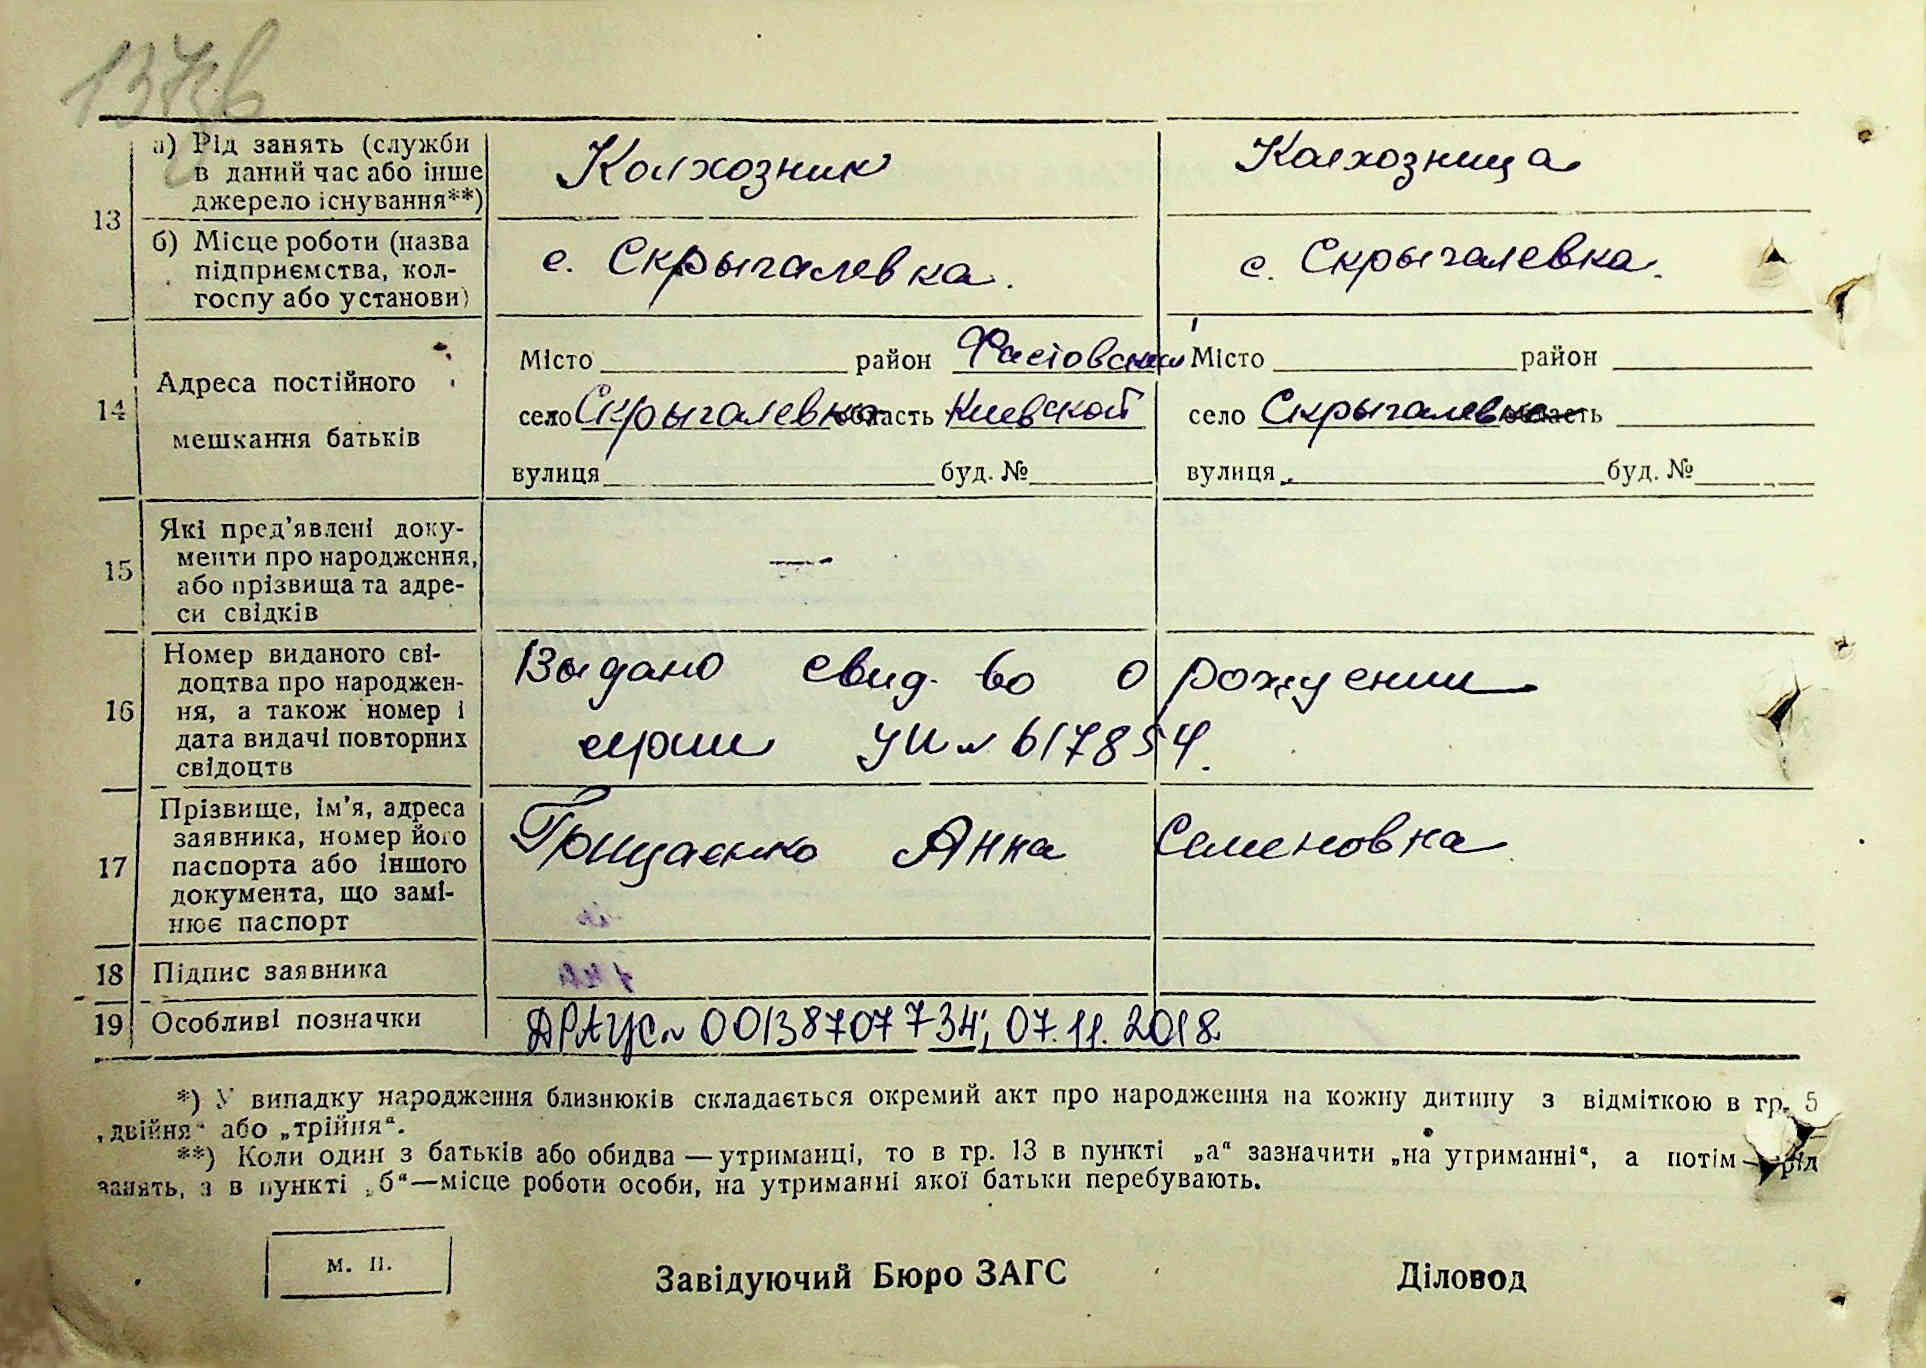 137зв
13
а) Рід занять (служби в даний час або інше джерело існування**)
Колхозник
Колхозница
б) Місце роботи (назва підприємства, колгоспу або установи)
с. Скрыгалевка.
с. Скрыгалевка.
14
Адреса постійного мешкання батьків
Місто район Фастовский
село Скрыгалевка область Киевской
вулиця буд. №
Місто район
село Скрыгалевка область
вулиця буд. №
15
Які пред'явлені документи про народження, або прізвища та адреси свідків
—
16
Номер виданого свідоцтва про народження, а також номер і дата видачі повторних свідоцтв
Выдано свид-во о рождении
серии УШ № 617854.
17
Прізвище, ім'я, адреса заявника, номер його паспорта або іншого документа, що замінює паспорт
Грицаенко Анна Семеновка
18
Підпис заявника
19
Особливі позначки
ДРАЦС № 00138707734; 07.11.2018
*) У випадку народження близнюків складається окремий акт про народження на кожну дитину з відміткою в гр. 5
„двійня“ або „трійня“.
**) Коли один з батьків або обидва — утриманці, то в гр. 13 в пункті „а“ зазначити „на утриманні“, а потім — рід
занять, а в пункті „б“—місце роботи особи, на утриманні якої батьки перебувають.
М. П.
Завідуючий Бюро ЗАГС
Діловод